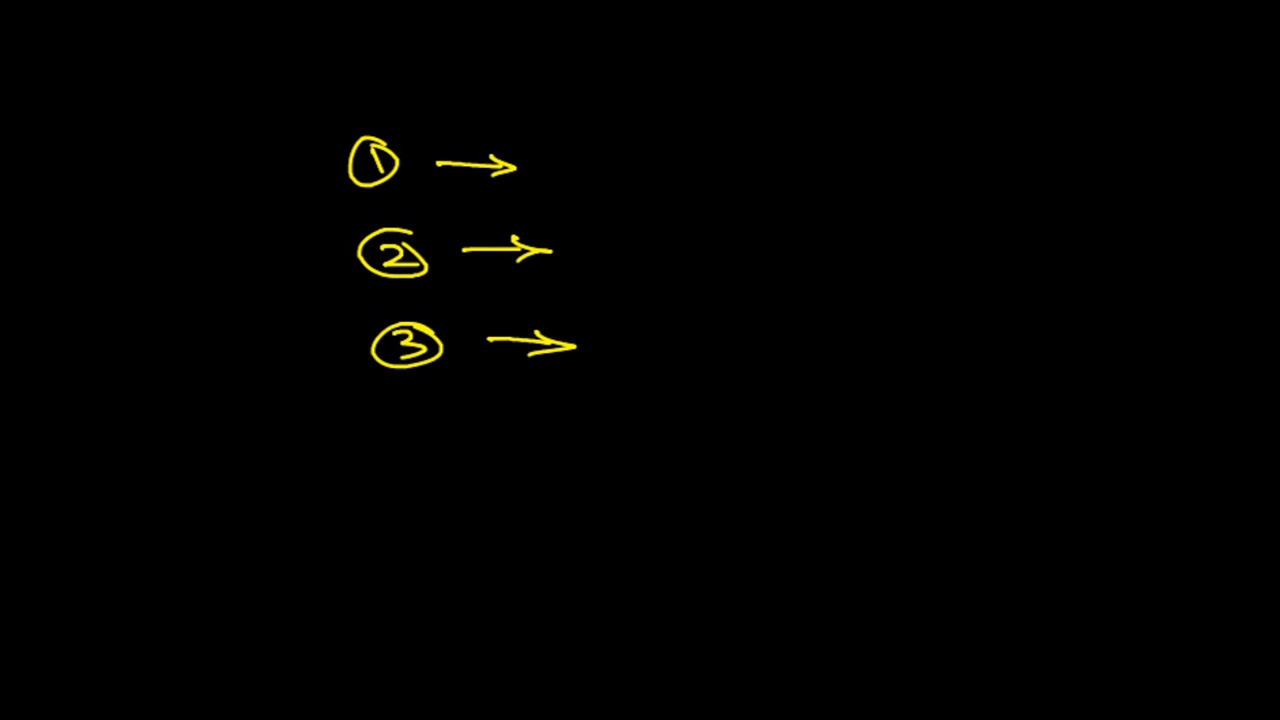 ① →
② →
③ →